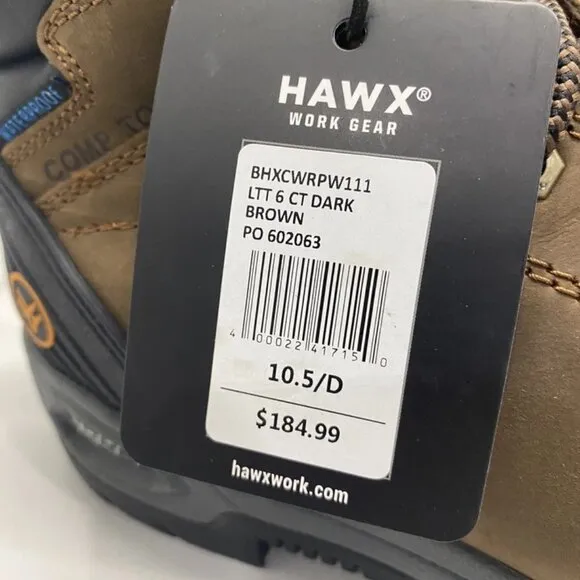 HAWX®
WORK GEAR
BHXCWRPW111
LTT 6 CT DARK
BROWN
PO 602063
4 00022 41715 0
10.5/D
$184.99
hawxwork.com
WATERPROOF
COMP TO